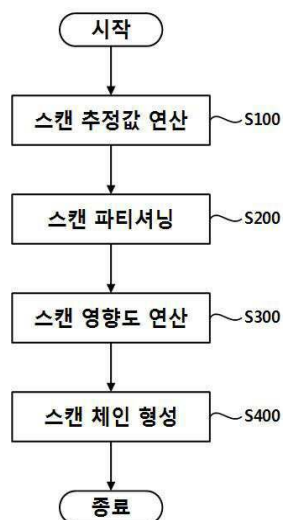 시작
스캔 추정값 연산 S100
스캔 파티셔닝 S200
스캔 영향도 연산 S300
스캔 체인 형성 S400
종료